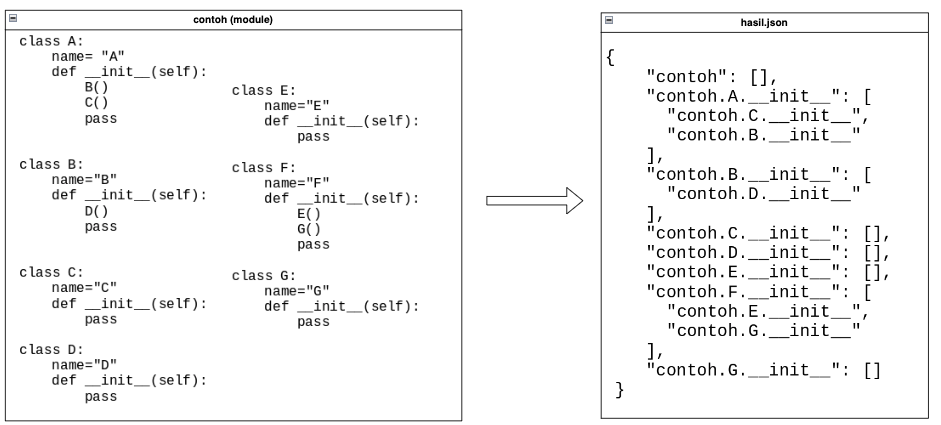 contoh (module)
class A:
    name= "A"
    def __init__(self):
        B()
        C()
        pass
class B:
    name="B"
    def __init__(self):
        D()
        pass
class C:
    name="C"
    def __init__(self):
        pass
class D:
    name="D"
    def __init__(self):
        pass
class E:
    name="E"
    def __init__(self):
        pass
class F:
    name="F"
    def __init__(self):
        E()
        G()
        pass
class G:
    name="G"
    def __init__(self):
        pass
hasil.json
{
    "contoh": [],
    "contoh.A.__init__": [
      "contoh.C.__init__",
      "contoh.B.__init__"
    ],
    "contoh.B.__init__": [
      "contoh.D.__init__"
    ],
    "contoh.C.__init__": [],
    "contoh.D.__init__": [],
    "contoh.E.__init__": [],
    "contoh.F.__init__": [
      "contoh.E.__init__",
      "contoh.G.__init__"
    ],
    "contoh.G.__init__": []
}